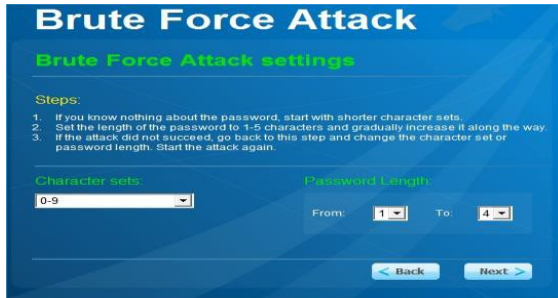 Brute Force Attack
Brute Force Attack settings
Steps:
1. If you know nothing about the password, start with shorter character sets.
2. Set the length of the password to 1-5 characters and gradually increase it along the way.
3. If the attack did not succeed, go back to this step and change the character set or
password length. Start the attack again.
Character sets: Password Length:
0-9
From: 1 To: 4
< Back Next >